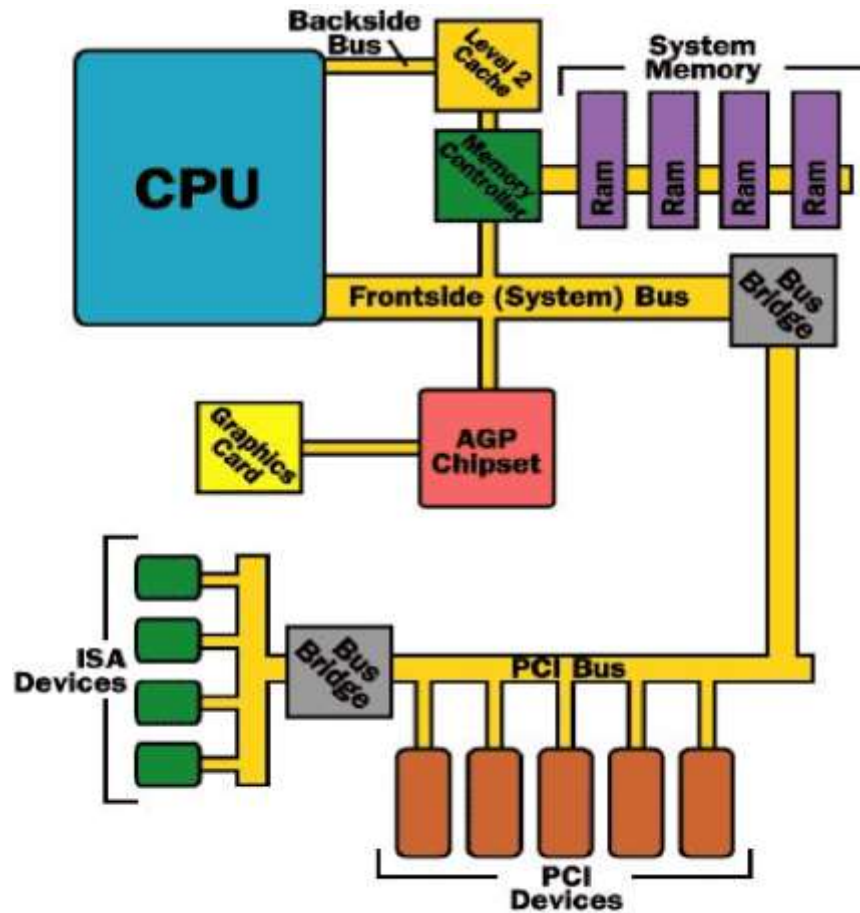 Backside
Bus
Level 2
Cache
System
Memory
CPU
Memory
Controller
Ram
Ram
Ram
Ram
Frontside (System) Bus
Bus
Bridge
Graphics
Card
AGP
Chipset
ISA
Devices
Bus
Bridge
PCI Bus
PCI
Devices